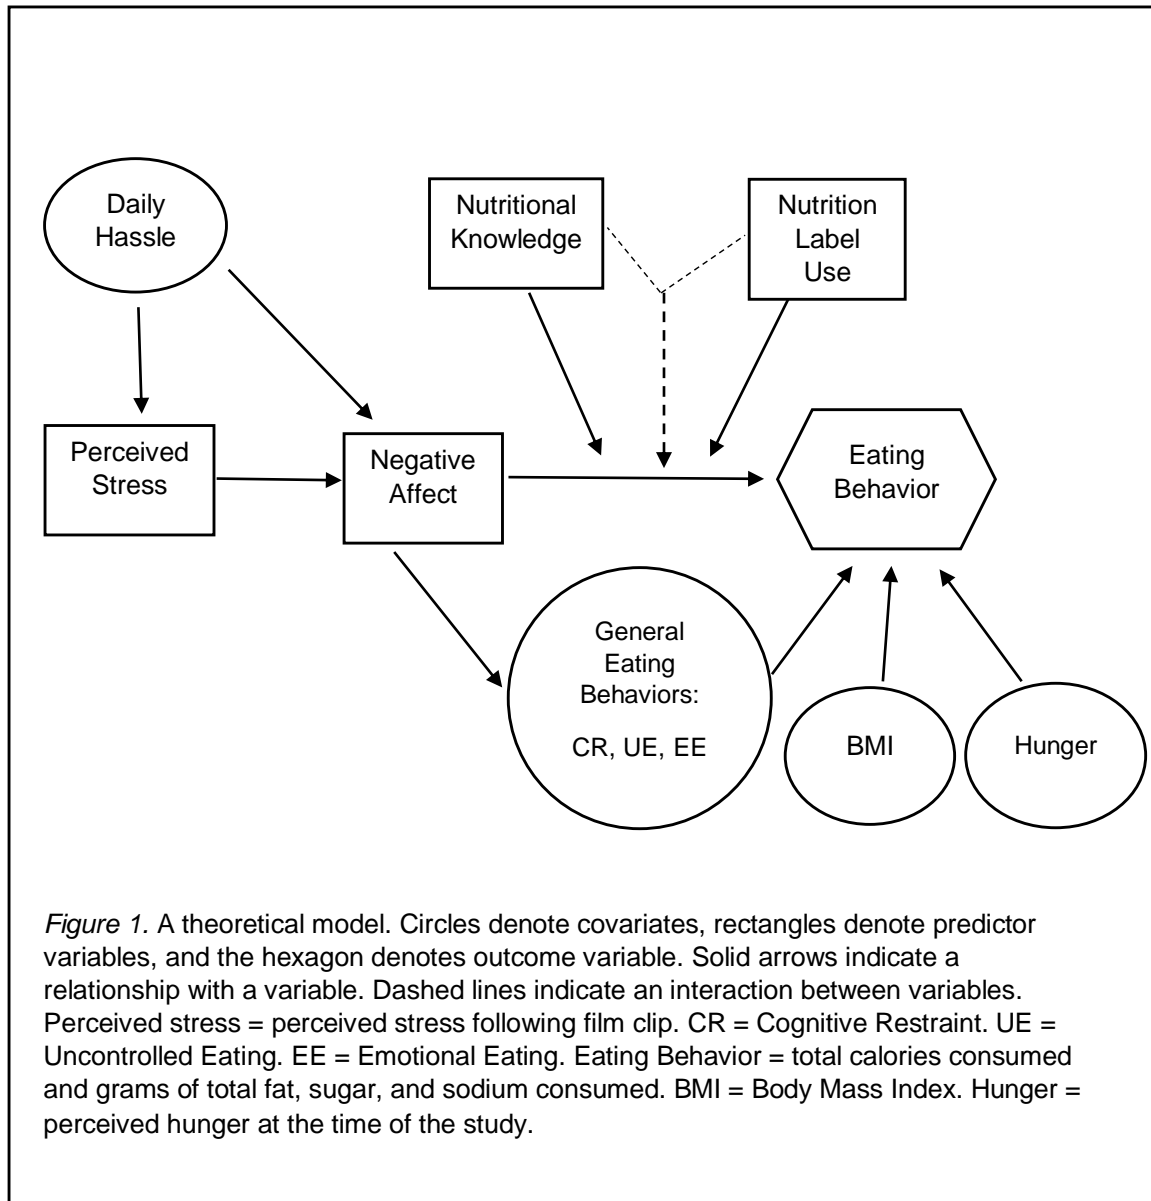 Daily
Hassle
Nutritional
Knowledge
Nutrition
Label
Use
Perceived
Stress
Negative
Affect
Eating
Behavior
General
Eating
Behaviors:
CR, UE, EE
BMI
Hunger
Figure 1. A theoretical model. Circles denote covariates, rectangles denote predictor
variables, and the hexagon denotes outcome variable. Solid arrows indicate a
relationship with a variable. Dashed lines indicate an interaction between variables.
Perceived stress = perceived stress following film clip. CR = Cognitive Restraint. UE =
Uncontrolled Eating. EE = Emotional Eating. Eating Behavior = total calories consumed
and grams of total fat, sugar, and sodium consumed. BMI = Body Mass Index. Hunger =
perceived hunger at the time of the study.